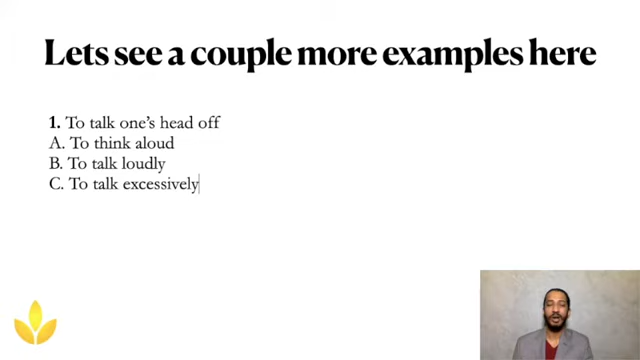 Lets see a couple more examples here
1. To talk one's head off
A. To think aloud
B. To talk loudly
C. To talk excessively